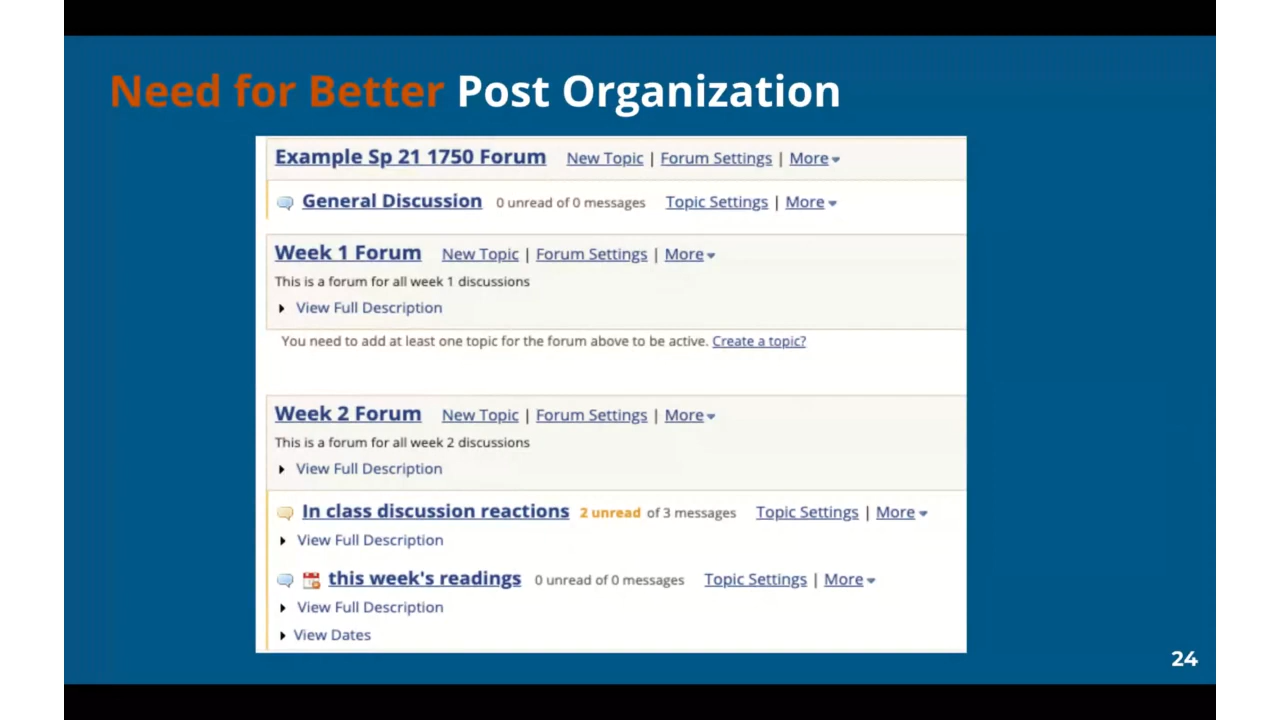 Need for Better Post Organization
Example Sp 21 1750 Forum New Topic | Forum Settings | More
General Discussion 0 unread of 0 messages Topic Settings | More
Week 1 Forum New Topic | Forum Settings | More
This is a forum for all week 1 discussions
View Full Description
You need to add at least one topic for the forum above to be active. Create a topic?
Week 2 Forum New Topic | Forum Settings | More
This is a forum for all week 2 discussions
View Full Description
In class discussion reactions 2 unread of 3 messages Topic Settings | More
View Full Description
this week's readings 0 unread of 0 messages Topic Settings | More
View Full Description
View Dates
24